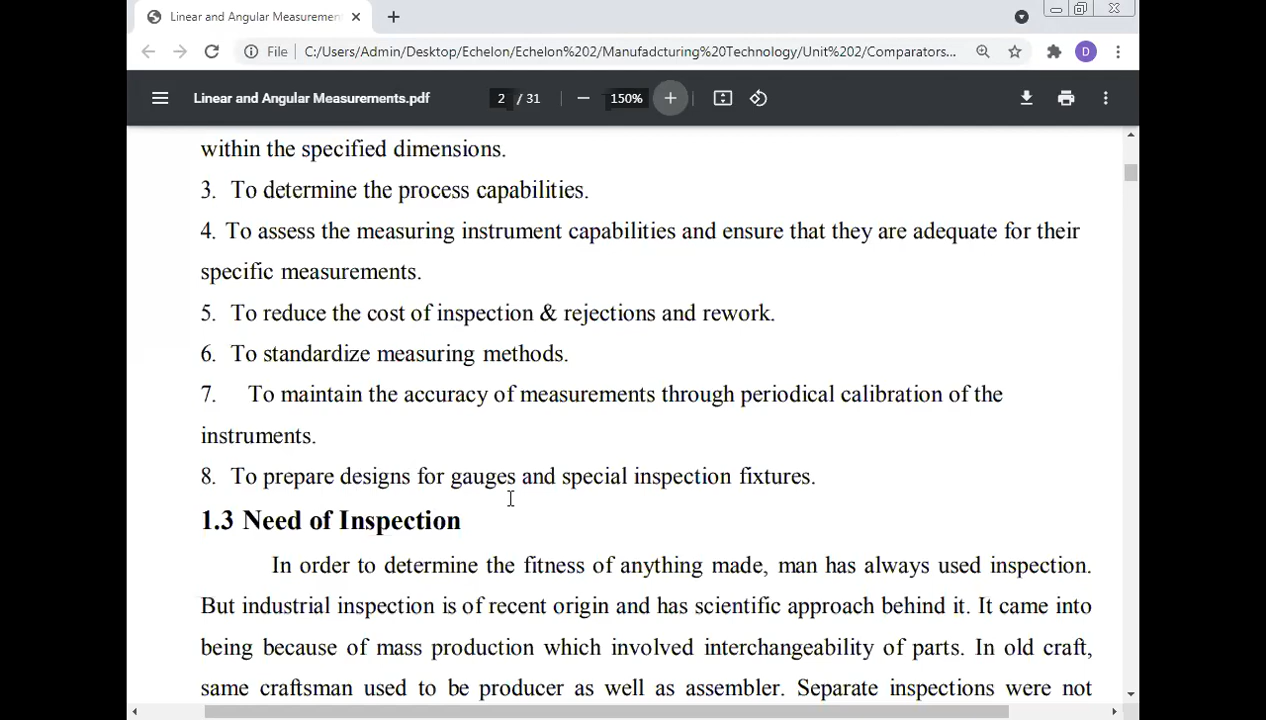 Linear and Angular Measurement
File
C:/Users/Admin/Desktop/Echelon/Echelon%202/Manufadcturing%20Technology/Unit%202/Comparators...
D
Linear and Angular Measurements.pdf
2 / 31
150%
within the specified dimensions.
3. To determine the process capabilities.
4. To assess the measuring instrument capabilities and ensure that they are adequate for their
specific measurements.
5. To reduce the cost of inspection & rejections and rework.
6. To standardize measuring methods.
7. To maintain the accuracy of measurements through periodical calibration of the
instruments.
8. To prepare designs for gauges and special inspection fixtures.
1.3 Need of Inspection
In order to determine the fitness of anything made, man has always used inspection.
But industrial inspection is of recent origin and has scientific approach behind it. It came into
being because of mass production which involved interchangeability of parts. In old craft,
same craftsman used to be producer as well as assembler. Separate inspections were not